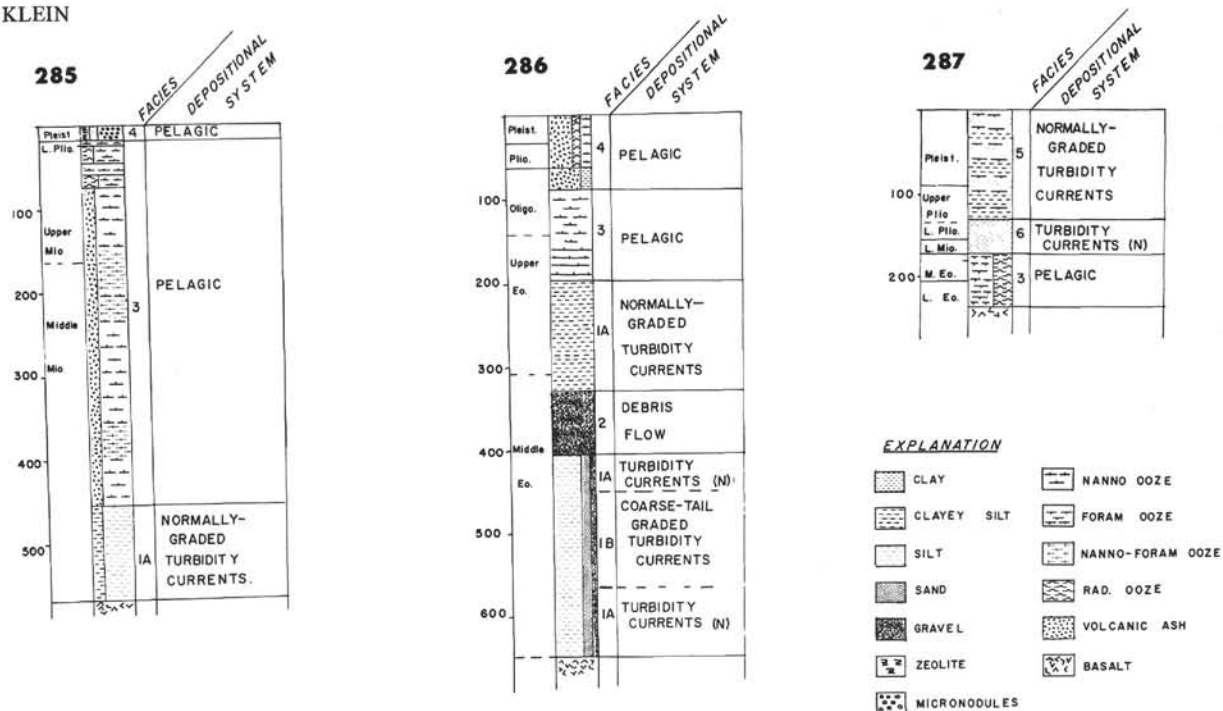 KLEIN
285
FACIES
DEPOSITIONAL
SYSTEM
Pleist
4
PELAGIC
L. Plio.
100
Upper
Mio
PELAGIC
200
3
Middle
300
Mio
400
NORMALLY-
GRADED
500
1A
TURBIDITY
CURRENTS.
286
FACIES
DEPOSITIONAL
SYSTEM
Pleist.
Plio.
4
PELAGIC
100
Oligo.
3
PELAGIC
Upper
200
Eo.
NORMALLY-
1A
GRADED
TURBIDITY
300
CURRENTS
DEBRIS
2
FLOW
400
Middle
1A
TURBIDITY
CURRENTS (N)
Eo.
COARSE-TAIL
GRADED
500
1B
TURBIDITY
CURRENTS
600
1A
TURBIDITY
CURRENTS (N)
287
FACIES
DEPOSITIONAL
SYSTEM
NORMALLY-
GRADED
5
Pleist.
TURBIDITY
100
CURRENTS
Upper
Plio
L. Plio.
6
TURBIDITY
L. Mio.
CURRENTS (N)
M. Eo.
200
3
PELAGIC
L. Eo.
EXPLANATION
CLAY
NANNO OOZE
CLAYEY SILT
FORAM OOZE
SILT
NANNO-FORAM OOZE
SAND
RAD. OOZE
GRAVEL
VOLCANIC ASH
ZEOLITE
BASALT
MICRONODULES